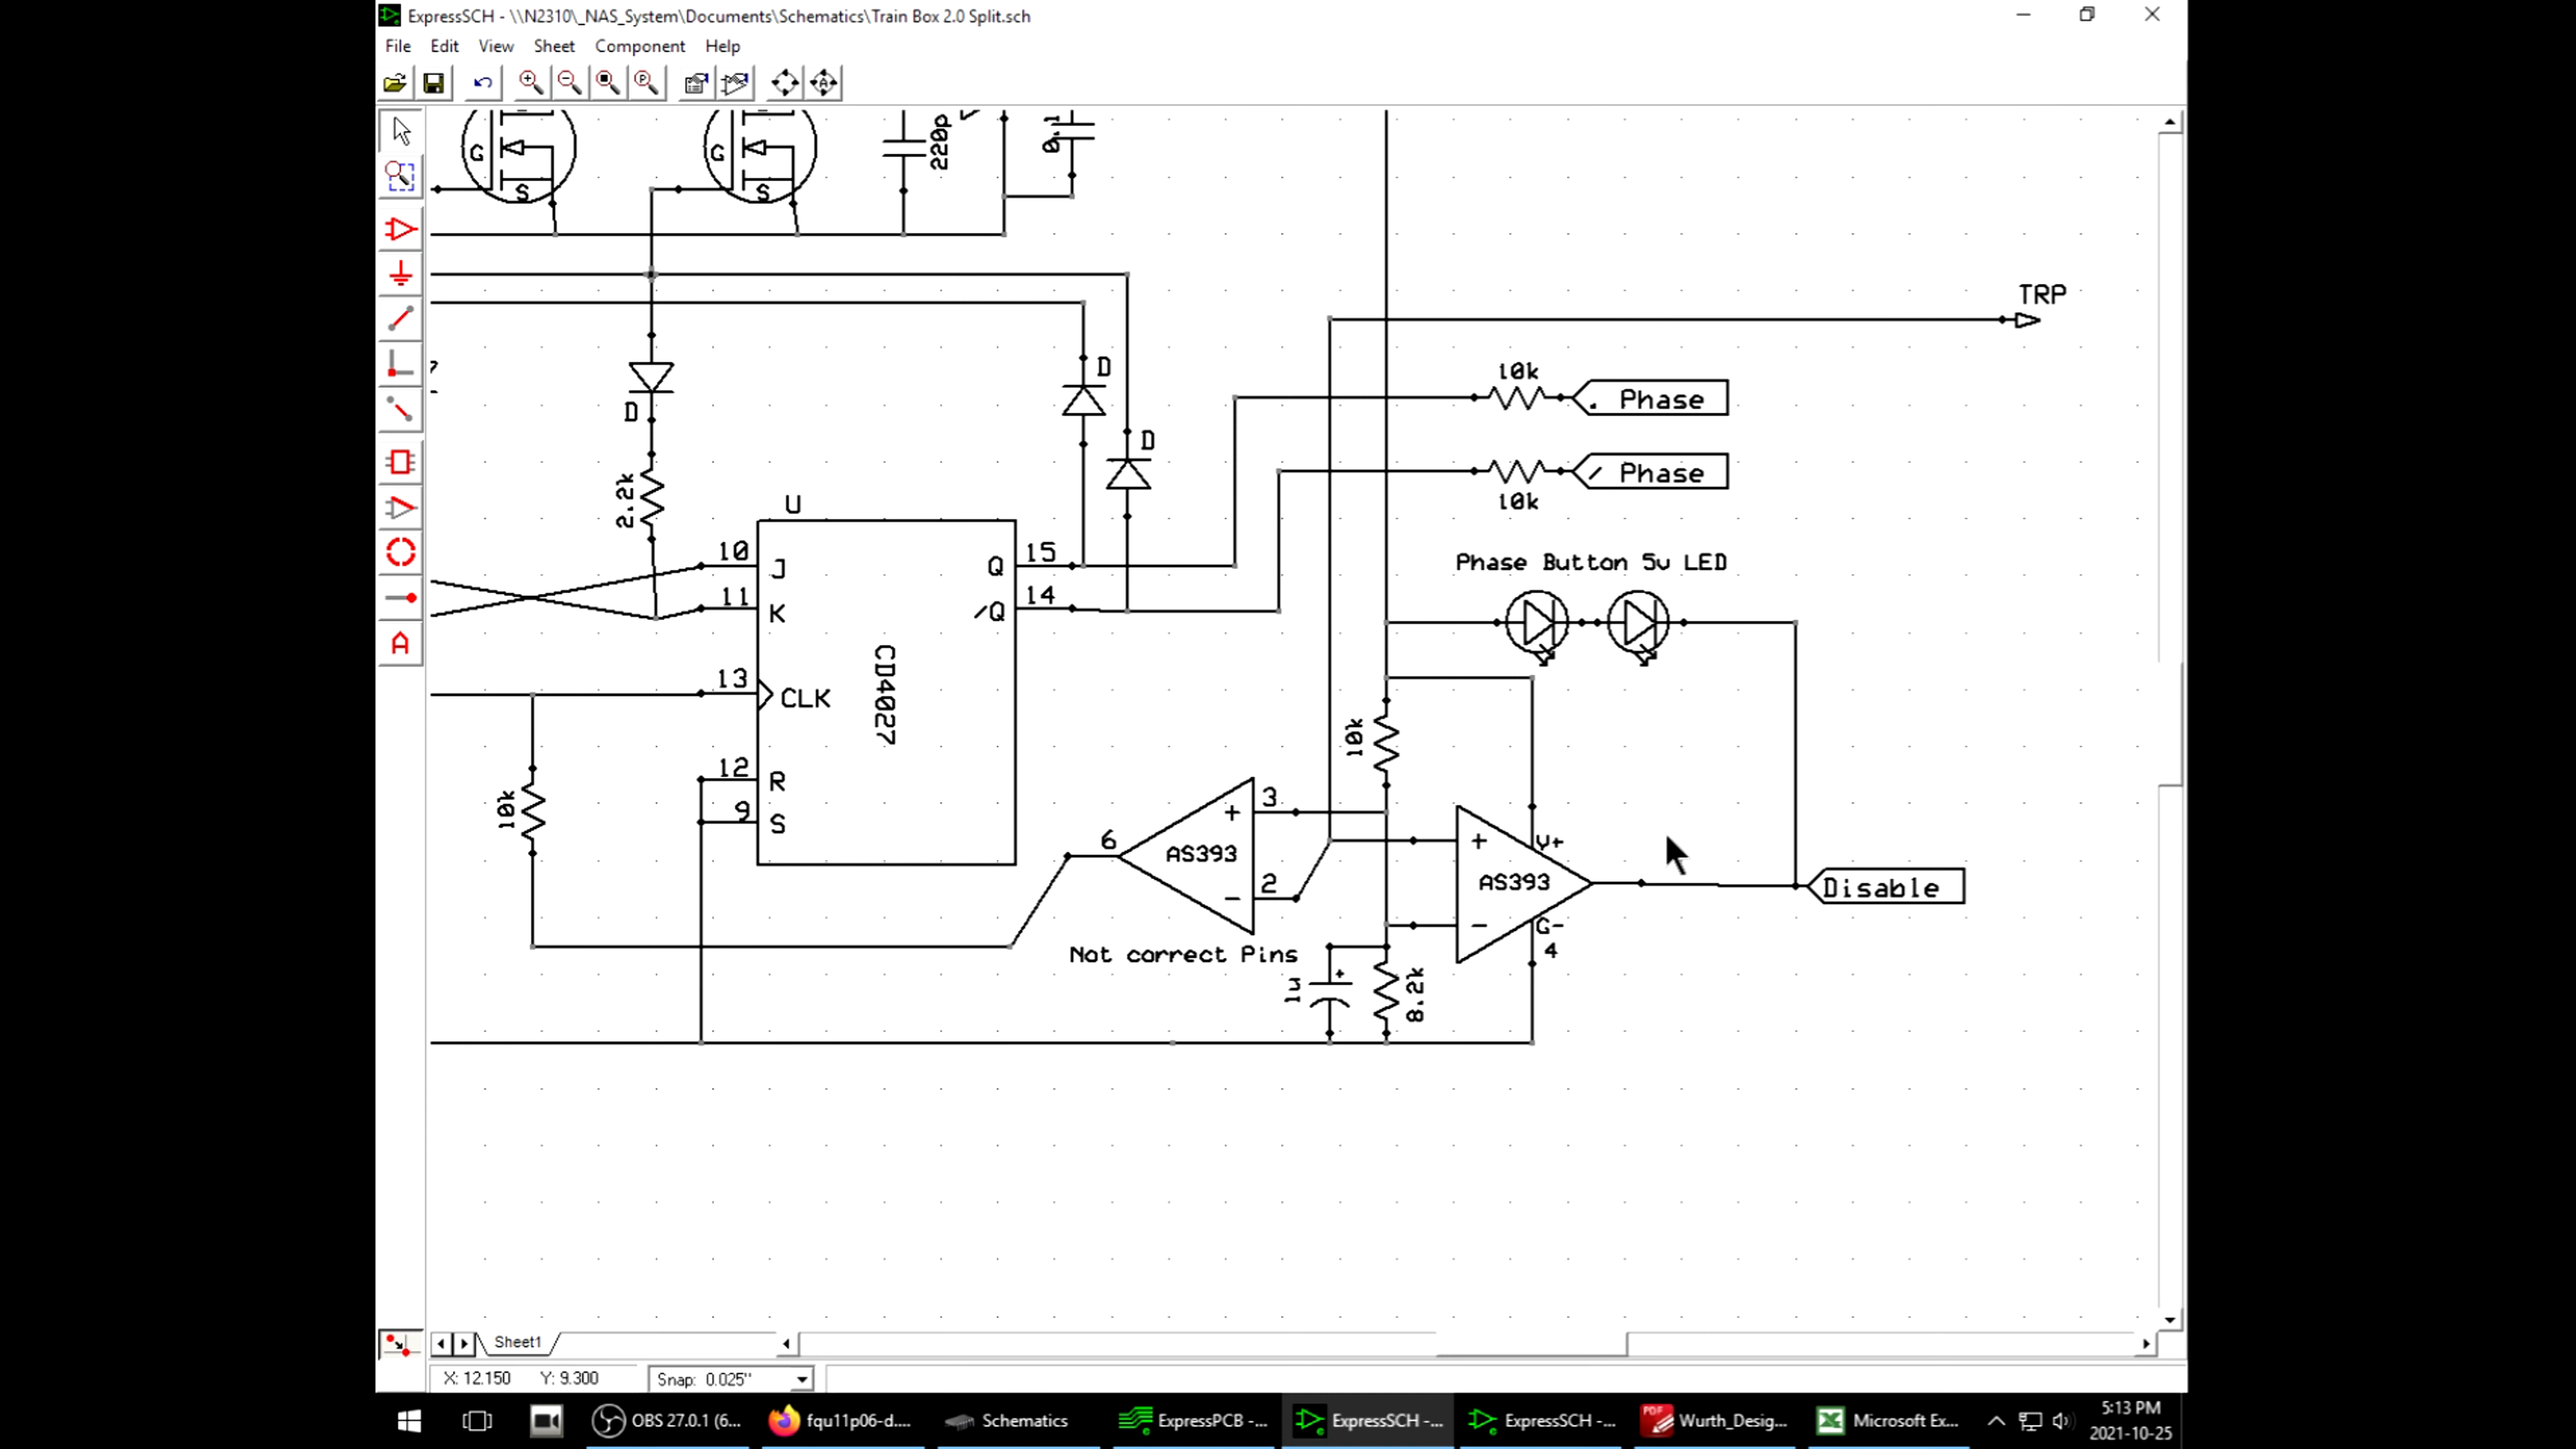 ExpressSCH - \\N2310\_NAS_System\Documents\Schematics\Train Box 2.0 Split.sch
File Edit View Sheet Component Help
G S
G S
220p
0.1
TRP
D
D
D
10k
. Phase
/ Phase
10k
2.2k
U
Phase Button 5v LED
10 J
11 K
13 CLK
12 R
9 S
Q 15
/Q 14
CD4027
10k
10k
6 AS393
+ 3
- 2
Not correct Pins
+ V+
AS393
- G-
4
Disable
1u +
8.2k
A
Sheet1
X: 12.150 Y: 9.300 Snap: 0.025"
OBS 27.0.1 (6...
fqu11p06-d....
Schematics
ExpressPCB -...
ExpressSCH -...
ExpressSCH -...
Wurth_Desig...
Microsoft Ex...
5:13 PM
2021-10-25